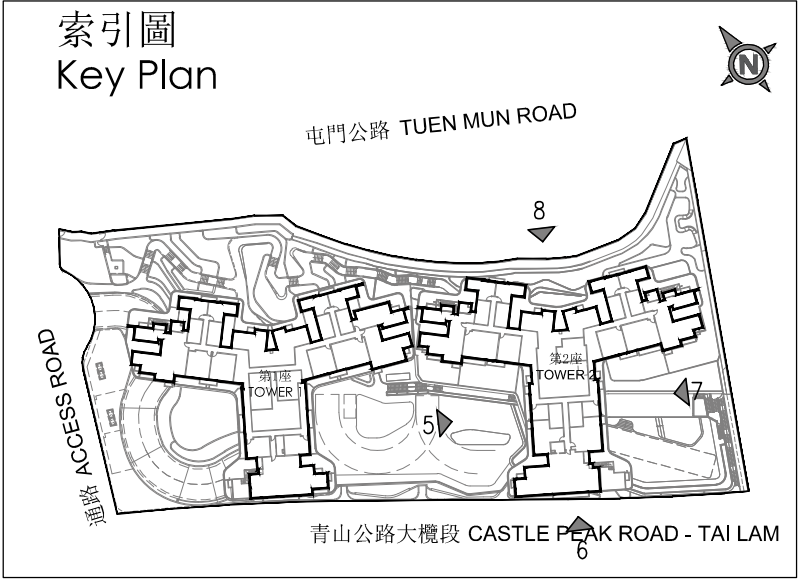 索引圖
Key Plan
N
屯門公路 TUEN MUN ROAD
8
第1座
TOWER 1
第2座
TOWER 2
7
5
通路 ACCESS ROAD
青山公路大欖段 CASTLE PEAK ROAD - TAI LAM
6